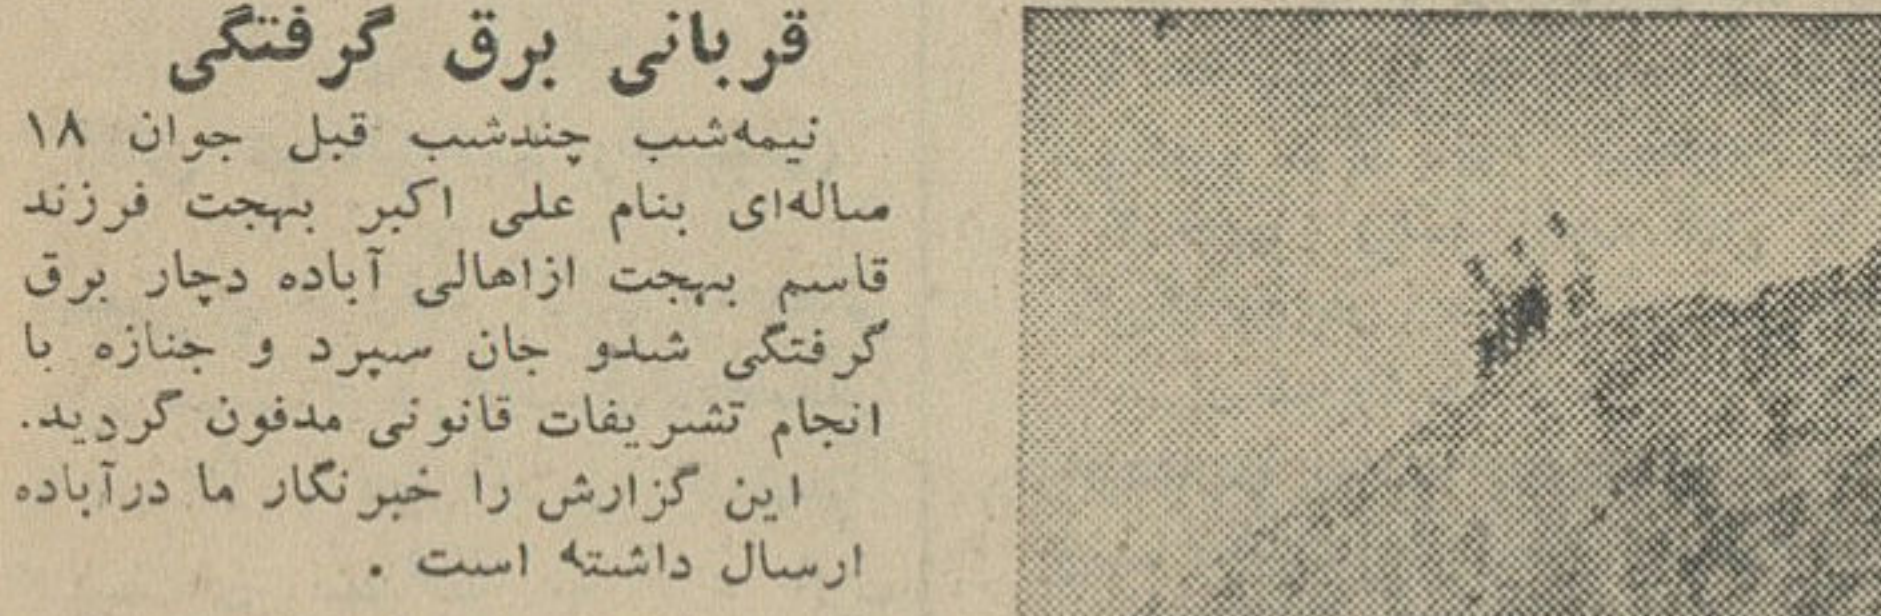 قربانی برق گرفتگی
نیمه‌شب چندشب قبل جوان ۱۸
ساله‌ای بنام علی اکبر بهجت فرزند
قاسم بهجت ازاهالی آباده دچار برق
گرفتگی شدو جان سپرد و جنازه با
انجام تشریفات قانونی مدفون گردید.
این گزارش را خبرنگار ما درآباده
ارسال داشته است .